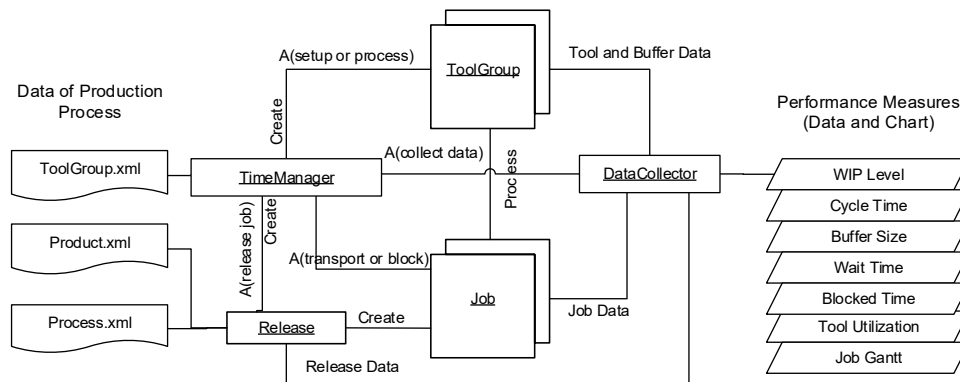 Data of Production
Process
ToolGroup.xml
Product.xml
Process.xml
A(setup or process)
Create
TimeManager
A(release job)
Create
A(collect data)
A(transport or block)
Release
Create
Release Data
ToolGroup
Process
Job
Tool and Buffer Data
DataCollector
Job Data
Performance Measures
(Data and Chart)
WIP Level
Cycle Time
Buffer Size
Wait Time
Blocked Time
Tool Utilization
Job Gantt